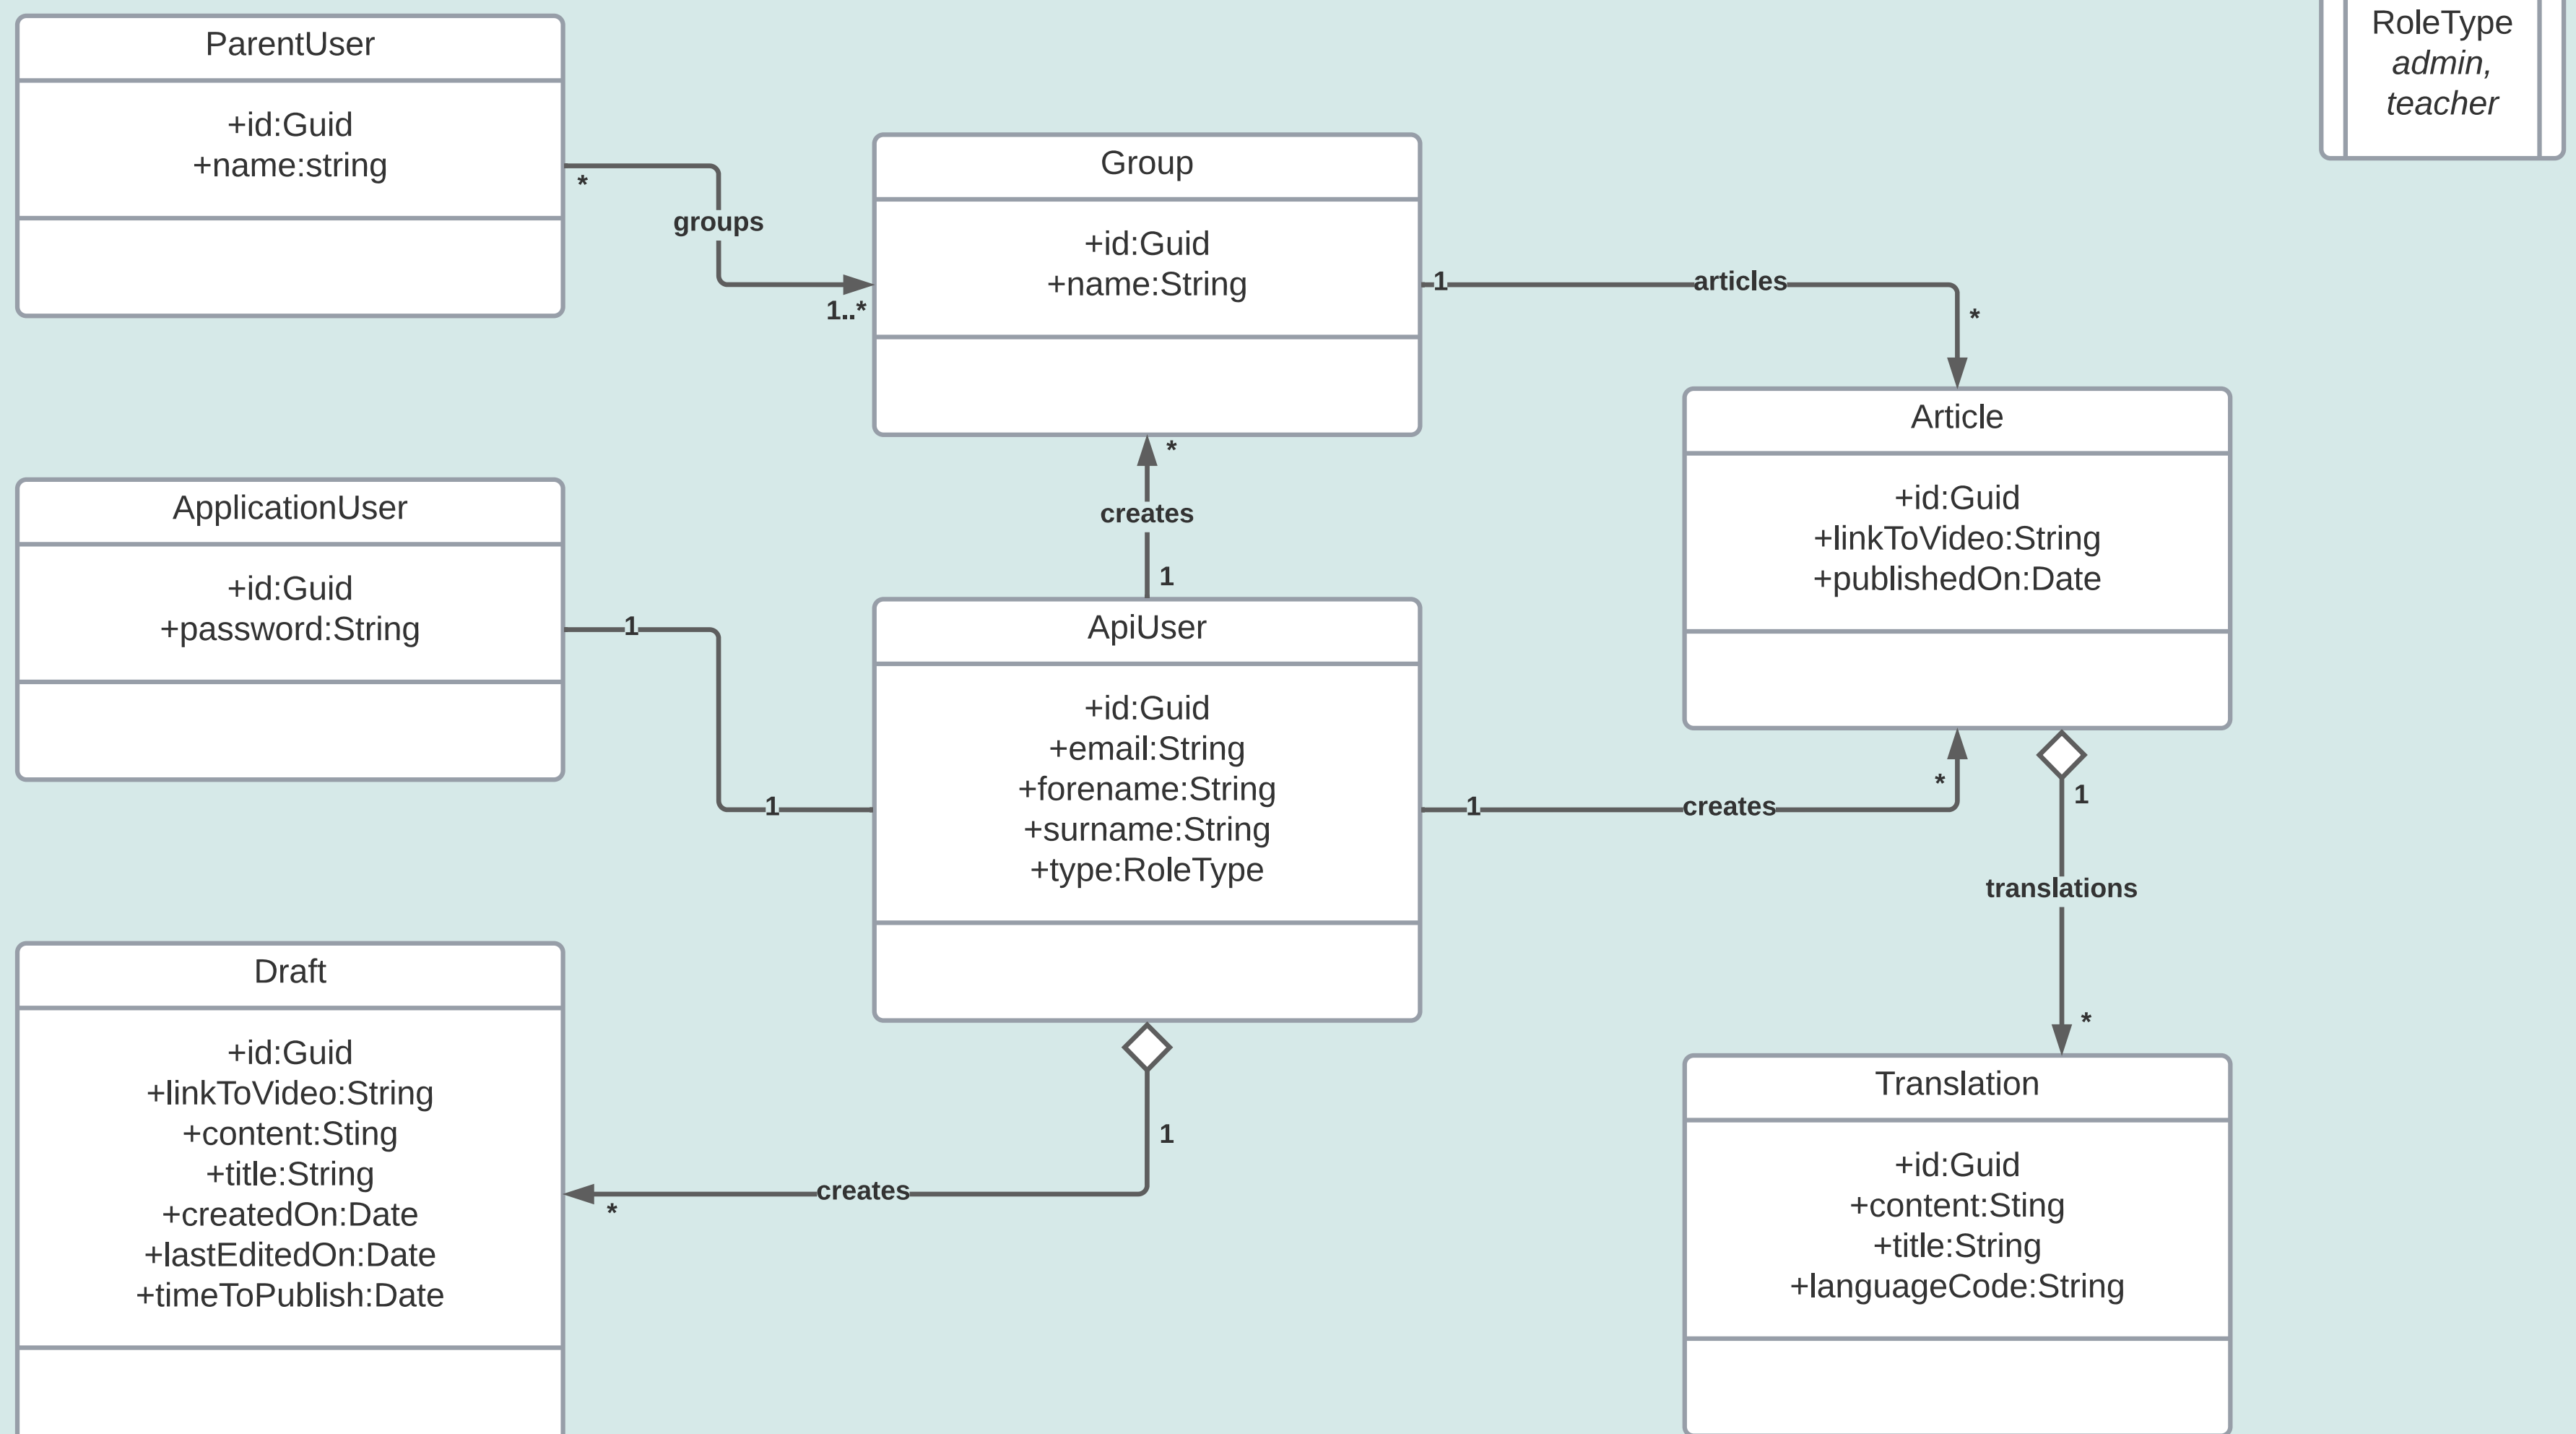 ParentUser
+id:Guid
+name:string
*
groups
1..*
Group
+id:Guid
+name:String
1
articles
*
RoleType
admin,
teacher
ApplicationUser
+id:Guid
+password:String
1
1
*
creates
1
ApiUser
+id:Guid
+email:String
+forename:String
+surname:String
+type:RoleType
1
creates
*
Article
+id:Guid
+linkToVideo:String
+publishedOn:Date
1
translations
*
Draft
+id:Guid
+linkToVideo:String
+content:Sting
+title:String
+createdOn:Date
+lastEditedOn:Date
+timeToPublish:Date
1
creates
*
Translation
+id:Guid
+content:Sting
+title:String
+languageCode:String